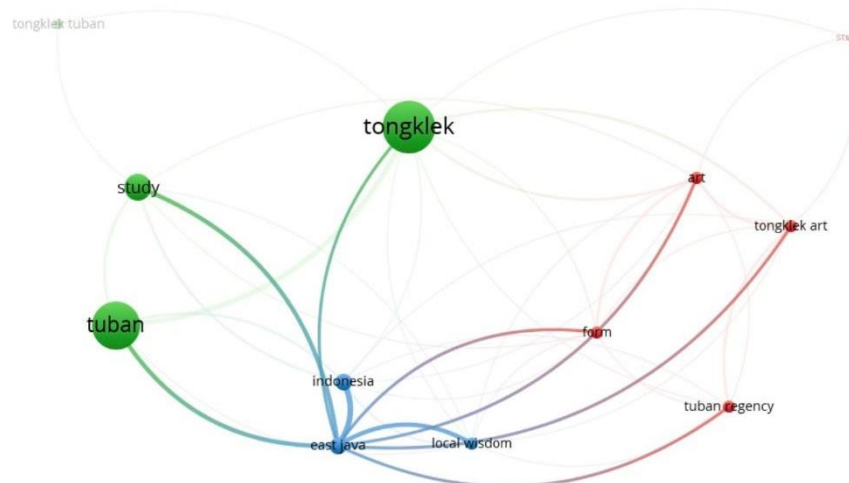 tongklek tuban
tongklek
study
art
tongklek art
tuban
form
indonesia
tuban regency
east java
local wisdom